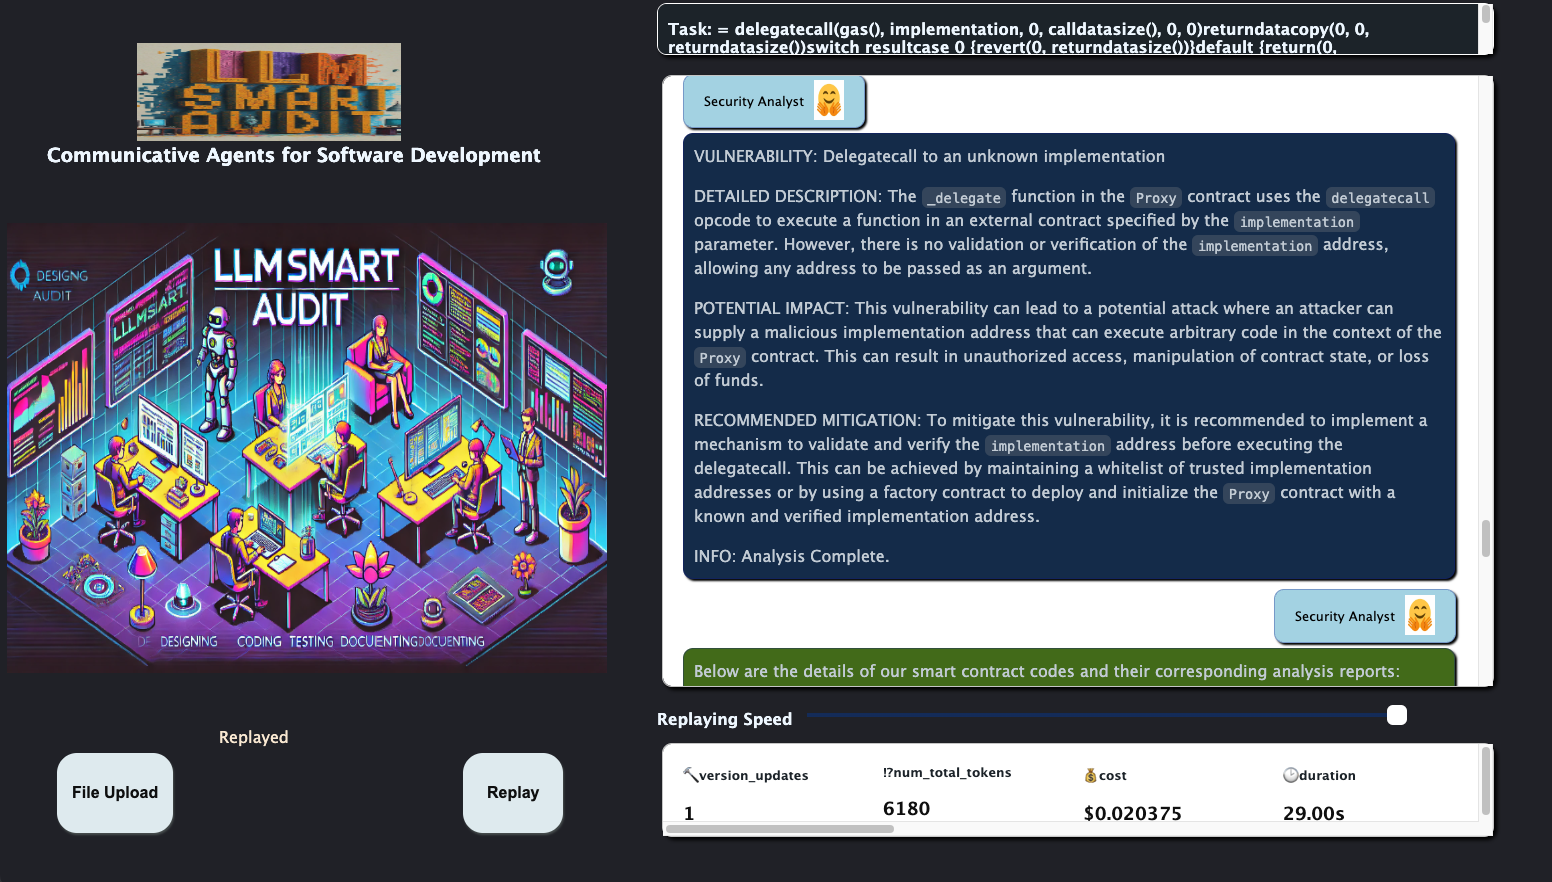 LLM
SMART
AUDIT
Communicative Agents for Software Development
LLM SMART
AUDIT
DESIGNG
AUDIT
LLLMSIART
DE DESIGNING CODING TESTING DOCUENTINGDOCUENTING
Replayed
File Upload
Replay
Task: = delegatecall(gas(), implementation, 0, calldatasize(), 0, 0)returndatacopy(0, 0,
returndatasize())switch resultcase 0 {revert(0, returndatasize())}default {return(0,
Security Analyst
VULNERABILITY: Delegatecall to an unknown implementation
DETAILED DESCRIPTION: The _delegate function in the Proxy contract uses the delegatecall
opcode to execute a function in an external contract specified by the implementation
parameter. However, there is no validation or verification of the implementation address,
allowing any address to be passed as an argument.
POTENTIAL IMPACT: This vulnerability can lead to a potential attack where an attacker can
supply a malicious implementation address that can execute arbitrary code in the context of the
Proxy contract. This can result in unauthorized access, manipulation of contract state, or loss
of funds.
RECOMMENDED MITIGATION: To mitigate this vulnerability, it is recommended to implement a
mechanism to validate and verify the implementation address before executing the
delegatecall. This can be achieved by maintaining a whitelist of trusted implementation
addresses or by using a factory contract to deploy and initialize the Proxy contract with a
known and verified implementation address.
INFO: Analysis Complete.
Security Analyst
Below are the details of our smart contract codes and their corresponding analysis reports:
Replaying Speed
version_updates
1
!?num_total_tokens
6180
cost
$0.020375
duration
29.00s